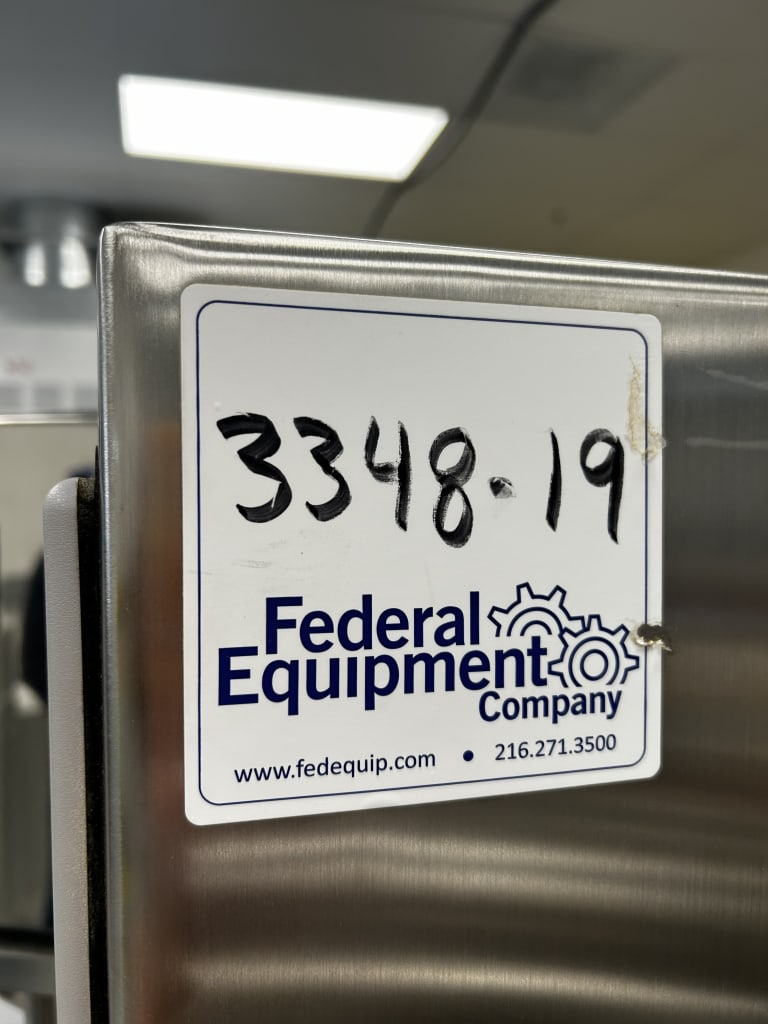 3348-19
Federal
Equipment
Company
www.fedequip.com • 216.271.3500